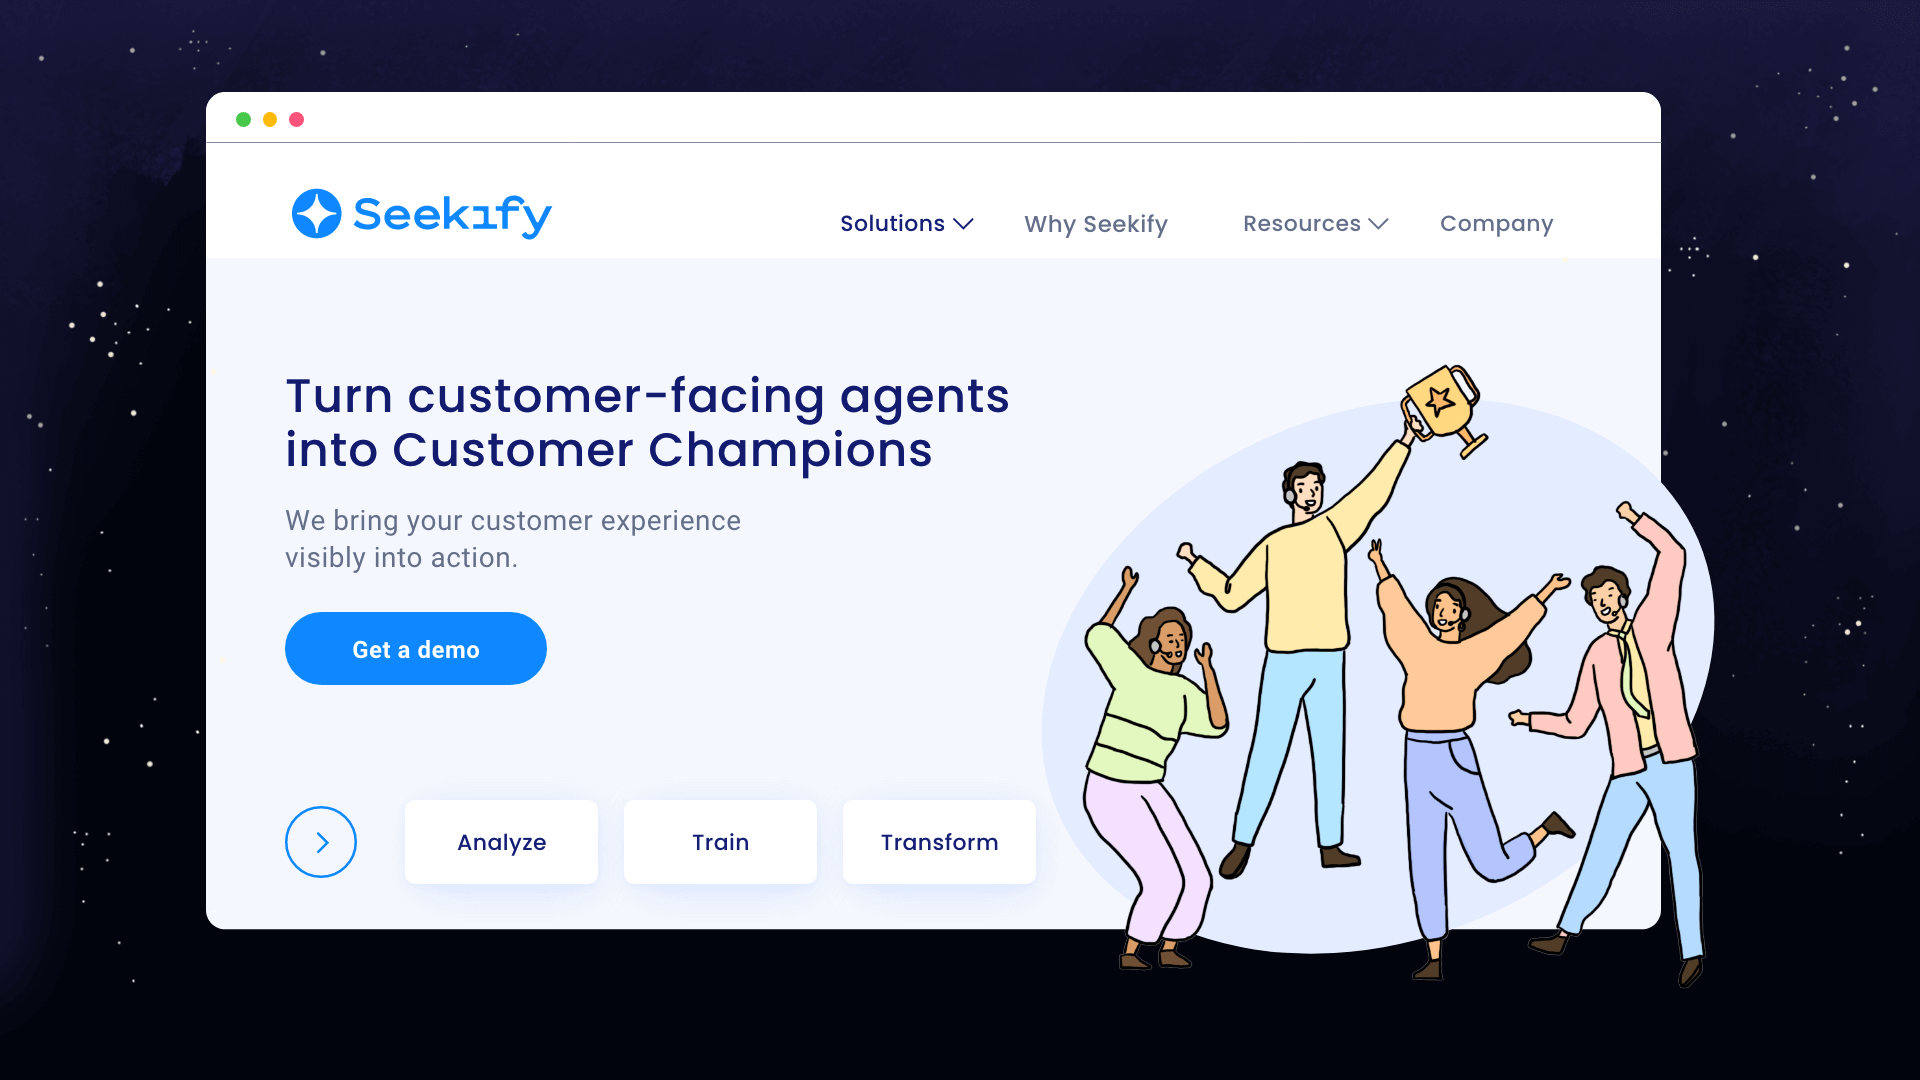 Seekify
Solutions
Why Seekify
Resources
Company
Turn customer-facing agents
into Customer Champions
We bring your customer experience
visibly into action.
Get a demo
Analyze
Train
Transform